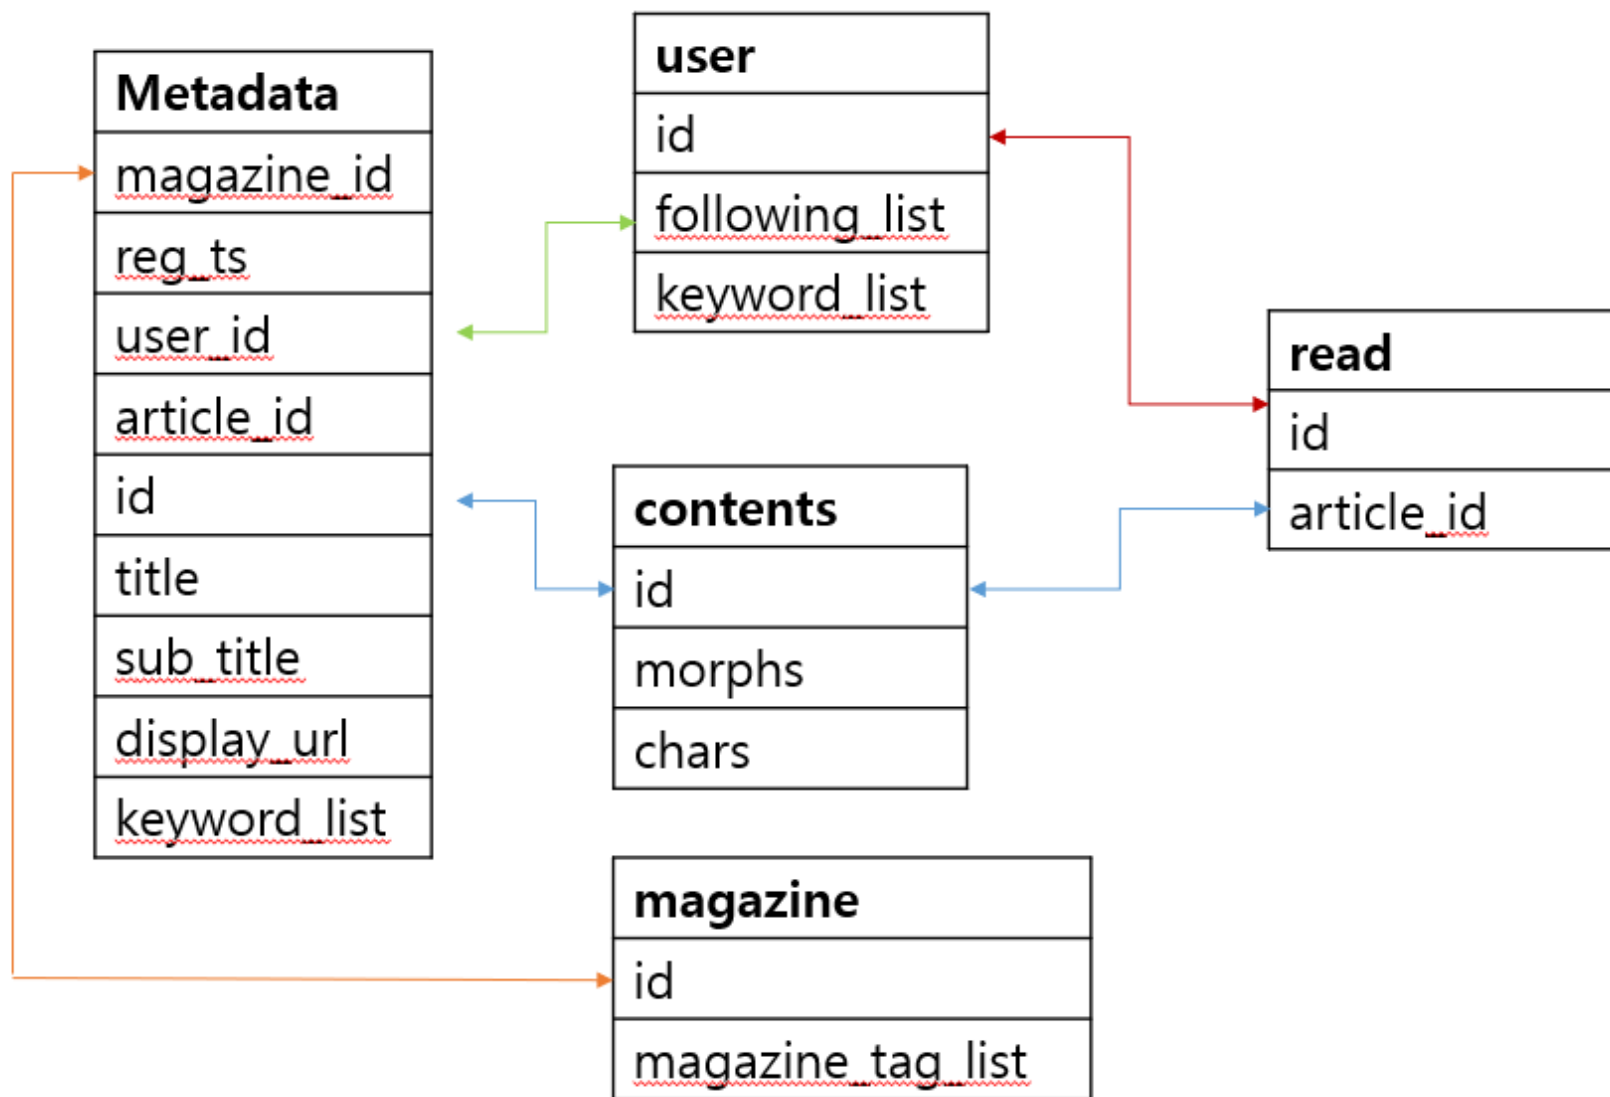 Metadata
magazine_id
reg_ts
user_id
article_id
id
title
sub_title
display_url
keyword_list
user
id
following_list
keyword_list
contents
id
morphs
chars
magazine
id
magazine_tag_list
read
id
article_id